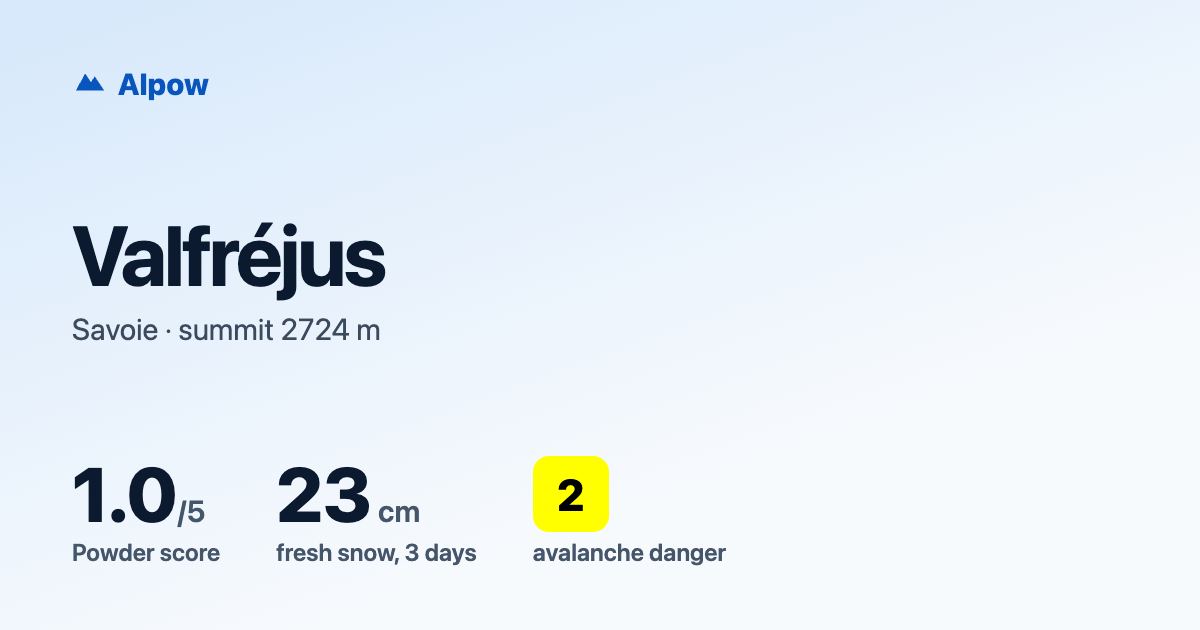 Alpow
Valfréjus
Savoie · summit 2724 m
1.0/5
Powder score
23 cm
fresh snow, 3 days
2
avalanche danger